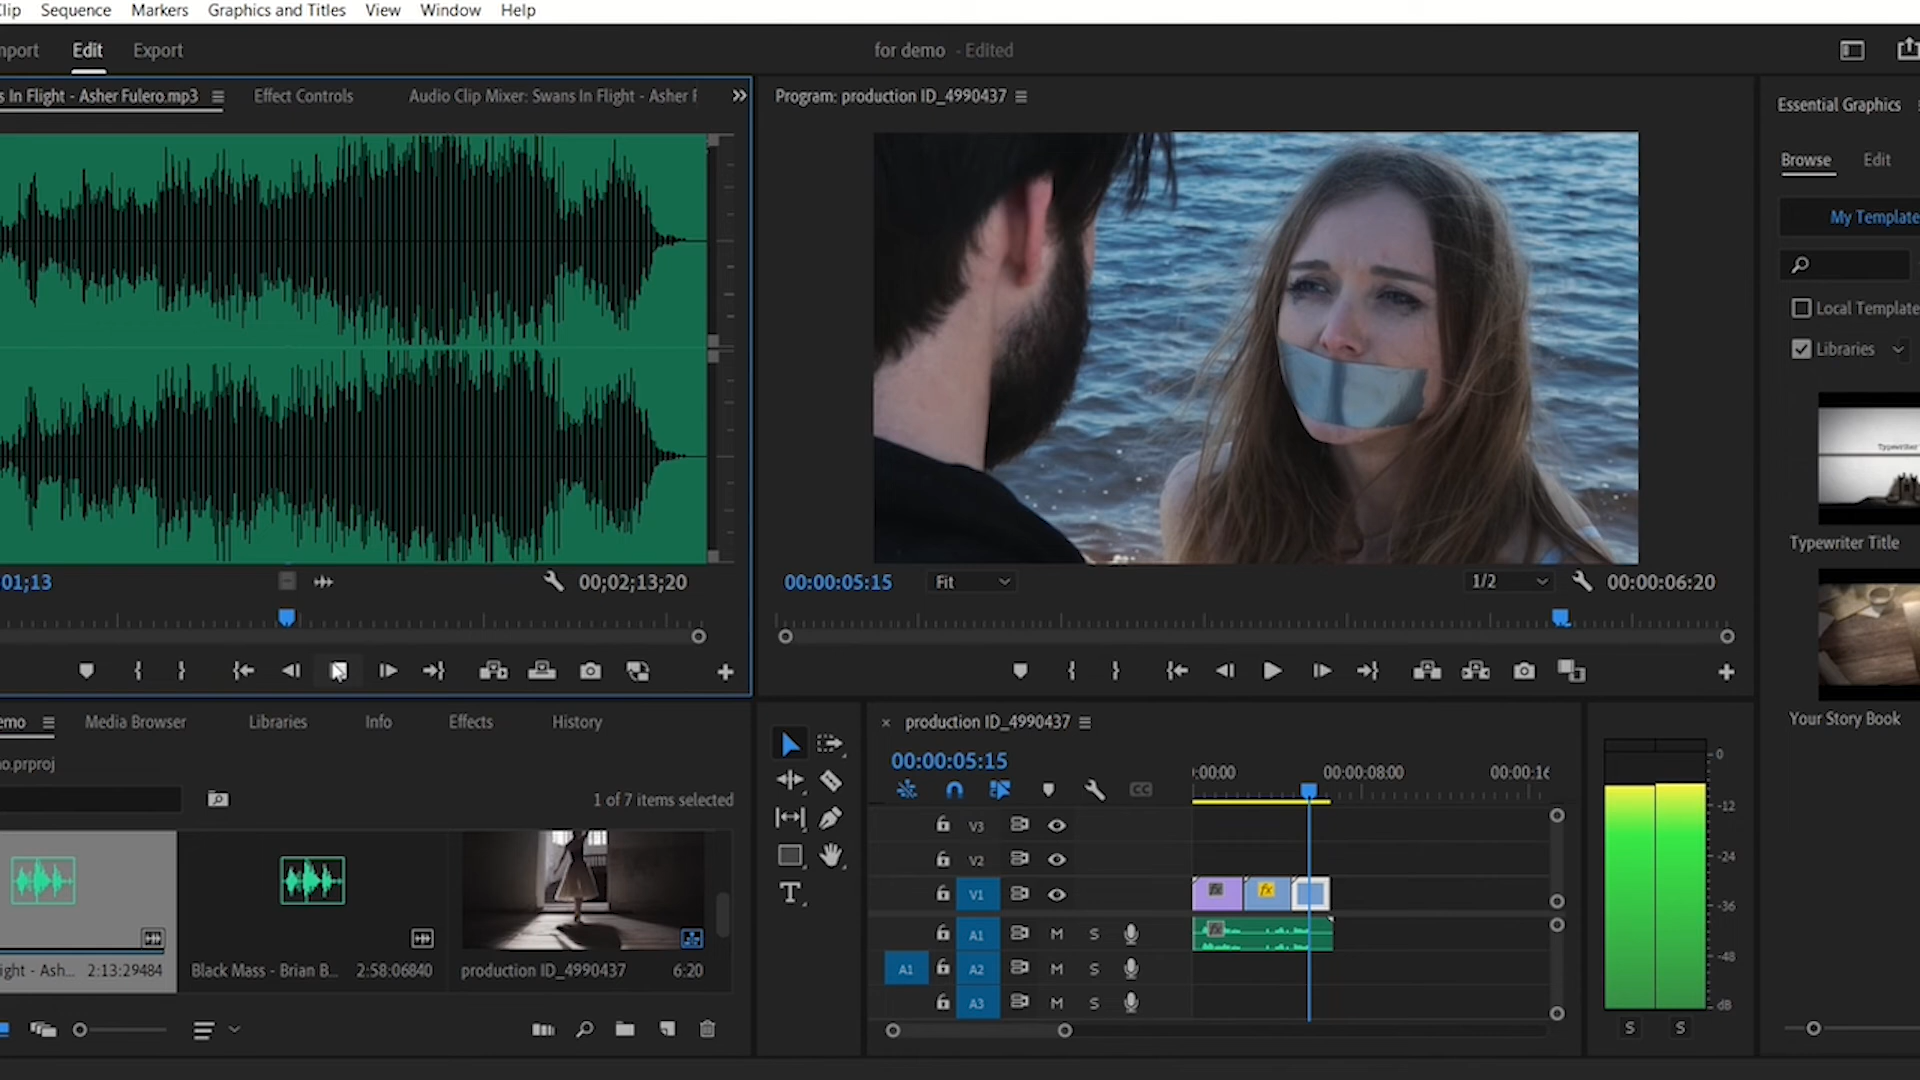 Clip Sequence Markers Graphics and Titles View Window Help
Import Edit Export
for demo - Edited
s In Flight - Asher Fulero.mp3 Effect Controls Audio Clip Mixer: Swans In Flight - Asher F
Program: production ID_4990437
Essential Graphics
Browse Edit
My Template
Local Template
Libraries
Typewriter
Typewriter Title
Your Story Book
01;13
00;02;13;20
00:00:05:15
Fit
1/2
00:00:06:20
emo Media Browser Libraries Info Effects History
o.prproj
1 of 7 items selected
ight - Ash... 2:13:29484
Black Mass - Brian B... 2:58:06840
production ID_4990437 6:20
× production ID_4990437
00:00:05:15
:00:00 00:00:08:00 00:00:16
CC
V3
V2
V1
fx fx
A1 M S
fx
A1 A2 M S
A3 M S
T
0
-12
-24
-36
-48
dB
S S